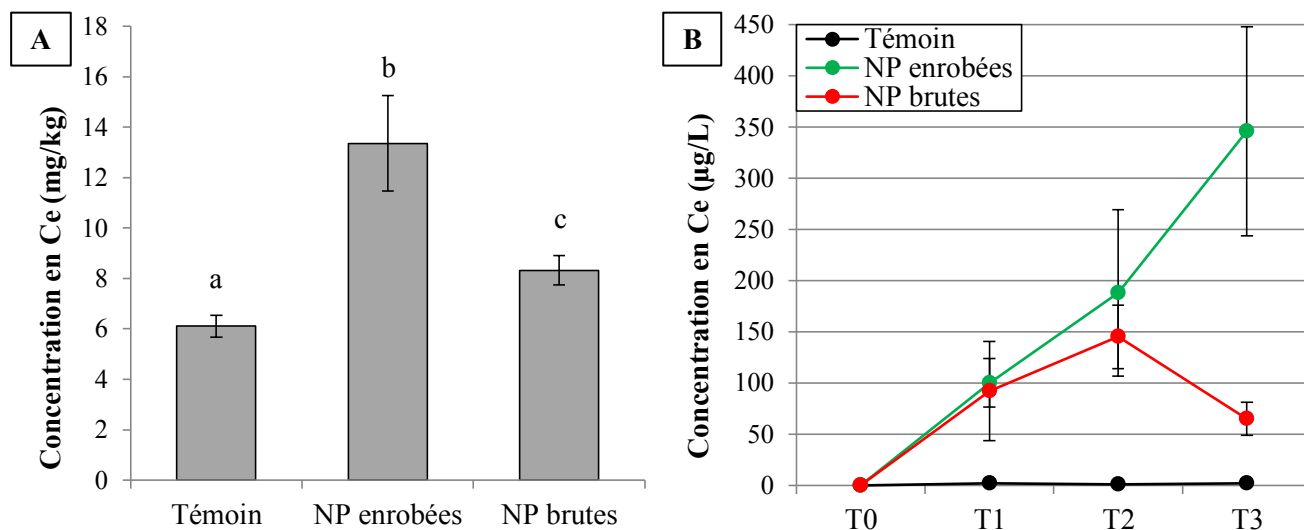 A
Concentration en Ce (mg/kg)
18
16
14
12
10
8
6
4
2
0
a
b
c
Témoin
NP enrobées
NP brutes
B
Concentration en Ce (µg/L)
450
400
350
300
250
200
150
100
50
0
Témoin
NP enrobées
NP brutes
T0
T1
T2
T3